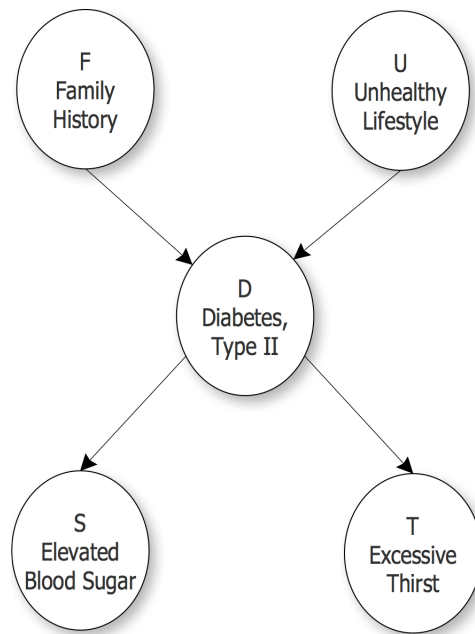 F
Family
History
U
Unhealthy
Lifestyle
D
Diabetes,
Type II
S
Elevated
Blood Sugar
T
Excessive
Thirst